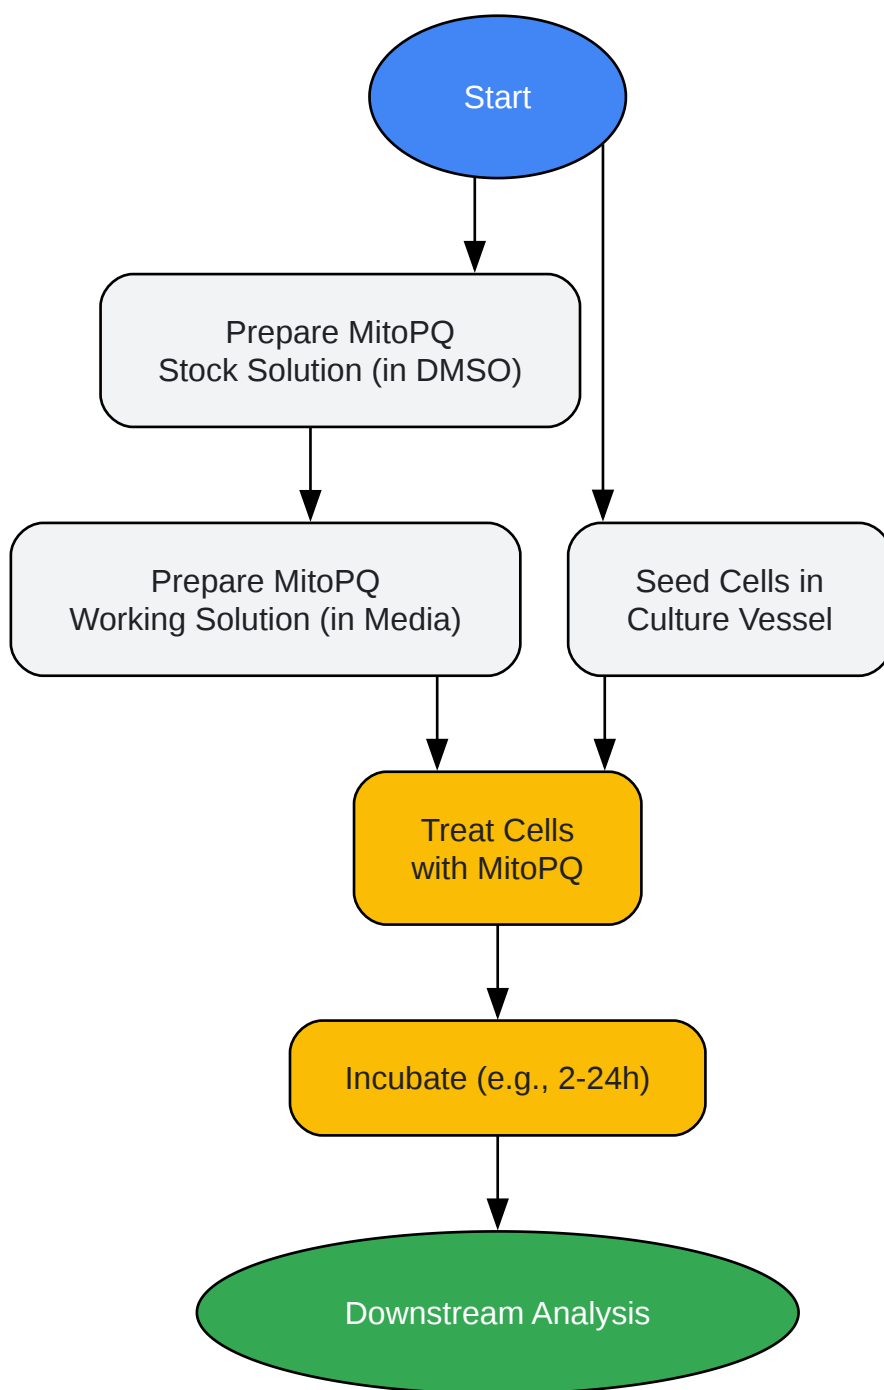 Start
Prepare MitoPQ
Stock Solution (in DMSO)
Prepare MitoPQ
Working Solution (in Media)
Seed Cells in
Culture Vessel
Treat Cells
with MitoPQ
Incubate (e.g., 2-24h)
Downstream Analysis